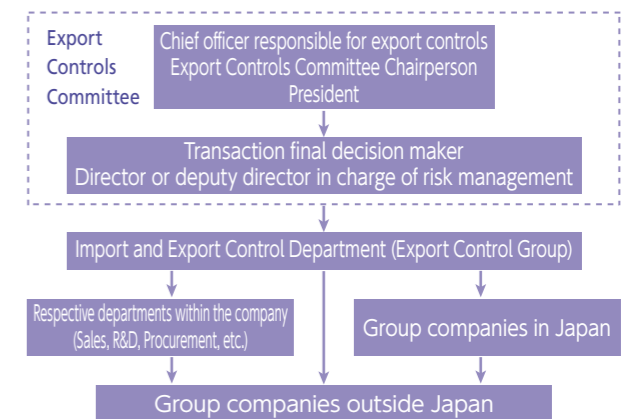 Export
Controls
Committee
Chief officer responsible for export controls
Export Controls Committee Chairperson
President
Transaction final decision maker
Director or deputy director in charge of risk management
Import and Export Control Department (Export Control Group)
Respective departments within the company
(Sales, R&D, Procurement, etc.)
Group companies in Japan
Group companies outside Japan